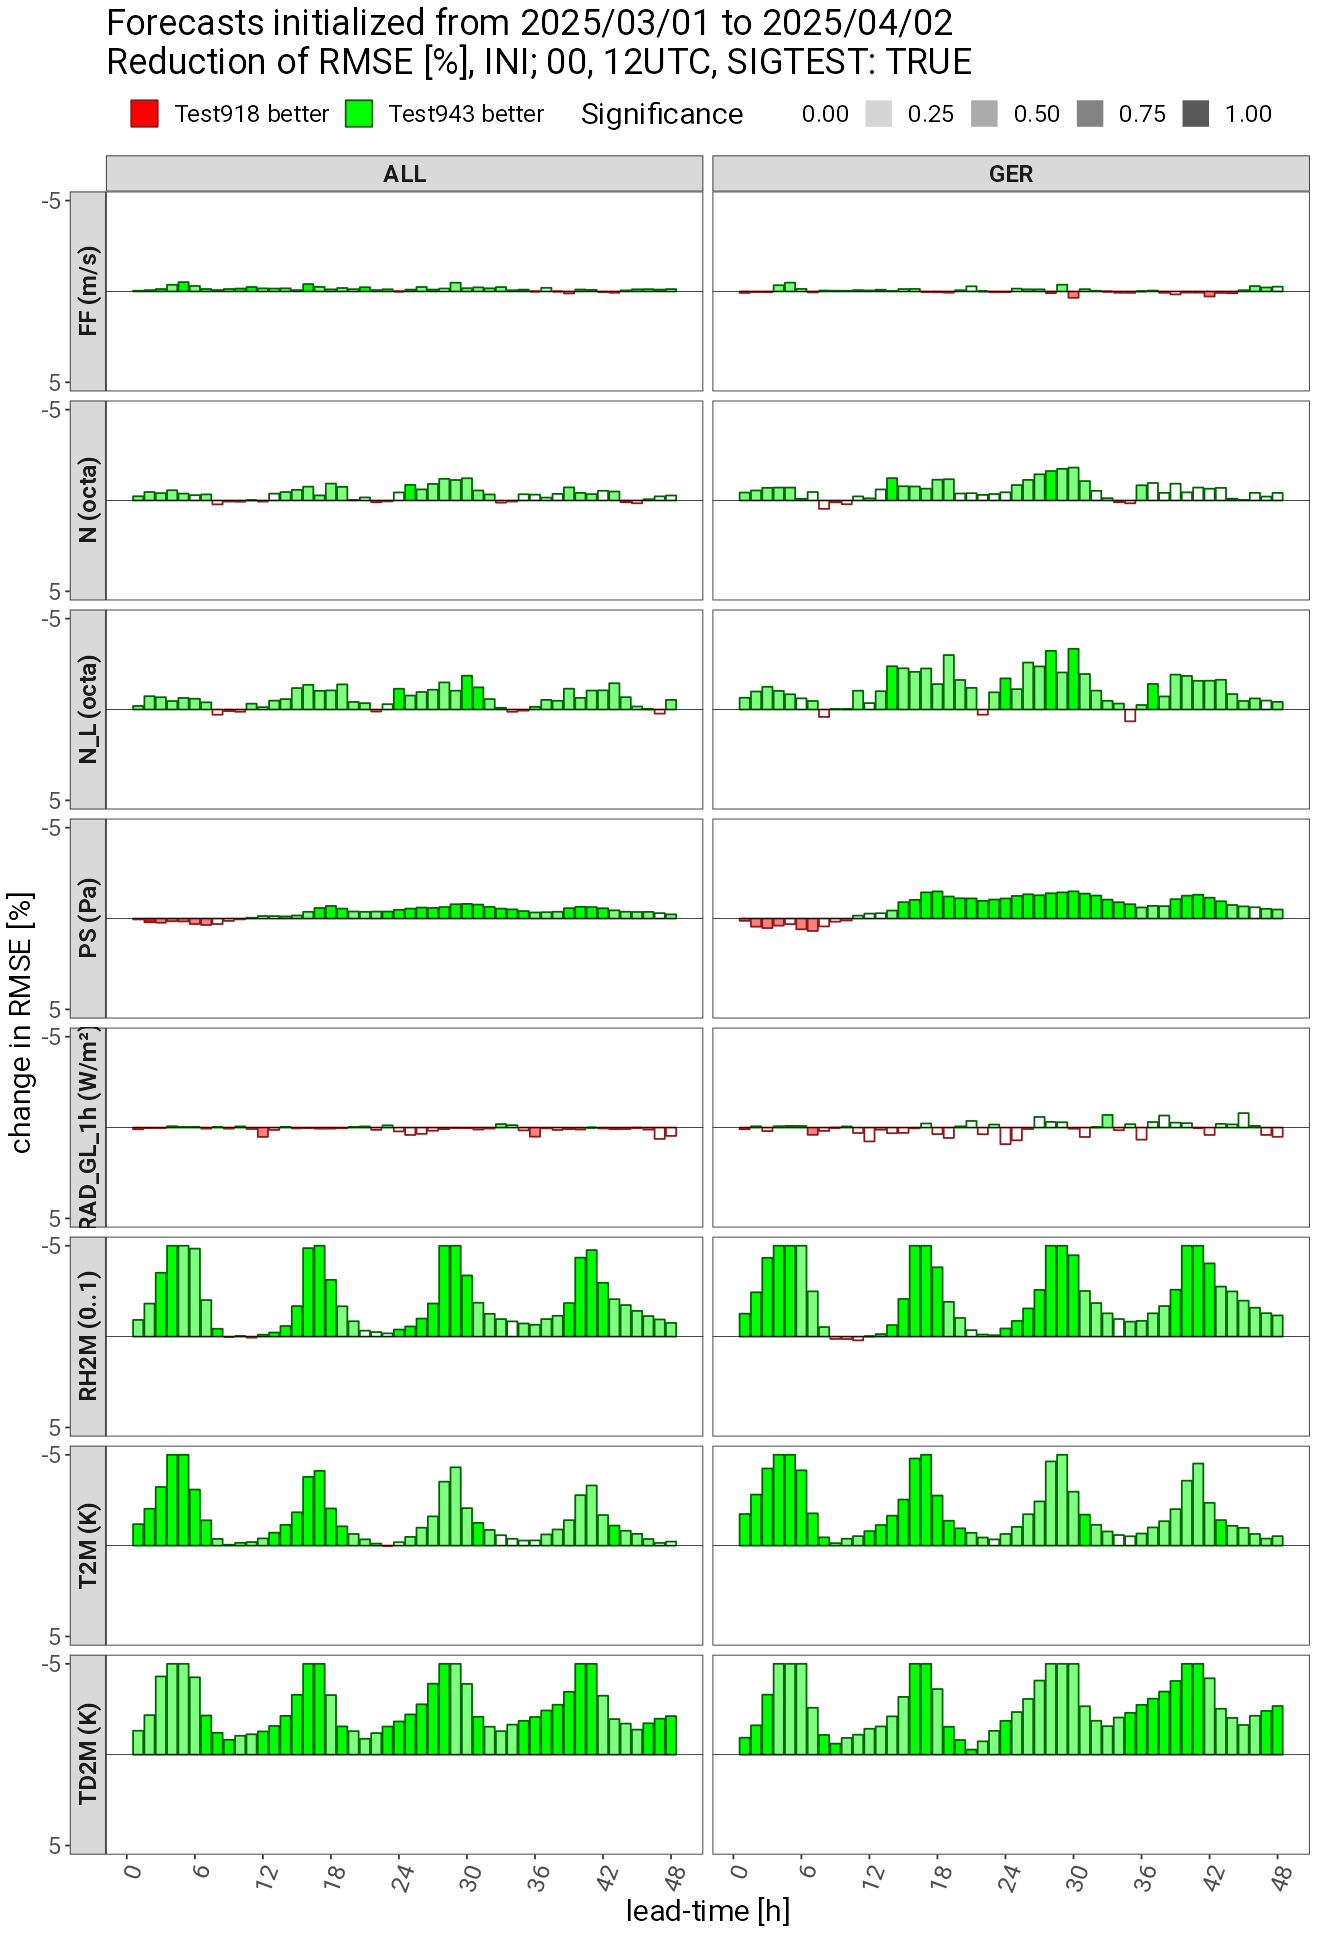 Forecasts initialized from 2025/03/01 to 2025/04/02
Reduction of RMSE [%], INI; 00, 12UTC, SIGTEST: TRUE
Test918 better Test943 better Significance 0.00 0.25 0.50 0.75 1.00
ALL GER
change in RMSE [%]
FF (m/s)
-5
5
N (octa)
-5
5
N_L (octa)
-5
5
PS (Pa)
-5
5
RAD_GL_1h (W/m²)
-5
5
RH2M (0..1)
-5
5
T2M (K)
-5
5
TD2M (K)
-5
5
0 6 12 18 24 30 36 42 48 0 6 12 18 24 30 36 42 48
lead-time [h]